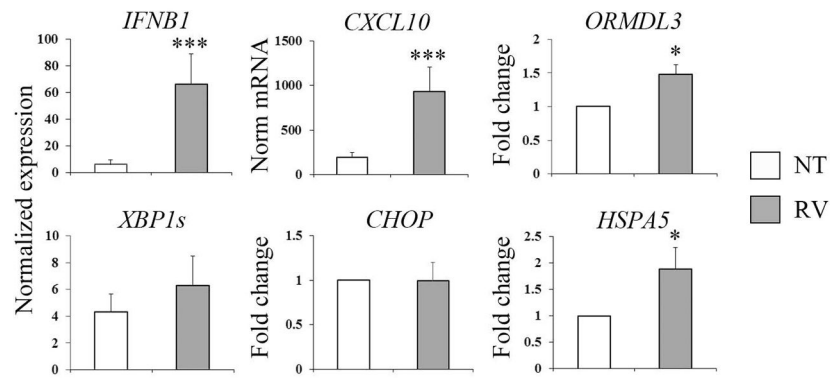 IFNB1
CXCL10
ORMDL3
Normalized expression
100
80
60
40
20
0
***
Norm mRNA
1500
1000
500
0
***
Fold change
2
1.5
1
0.5
0
*
NT
RV
XBP1s
CHOP
HSPA5
10
8
6
4
2
0
Fold change
1.5
1
0.5
0
Fold change
2.5
2
1.5
1
0.5
0
*